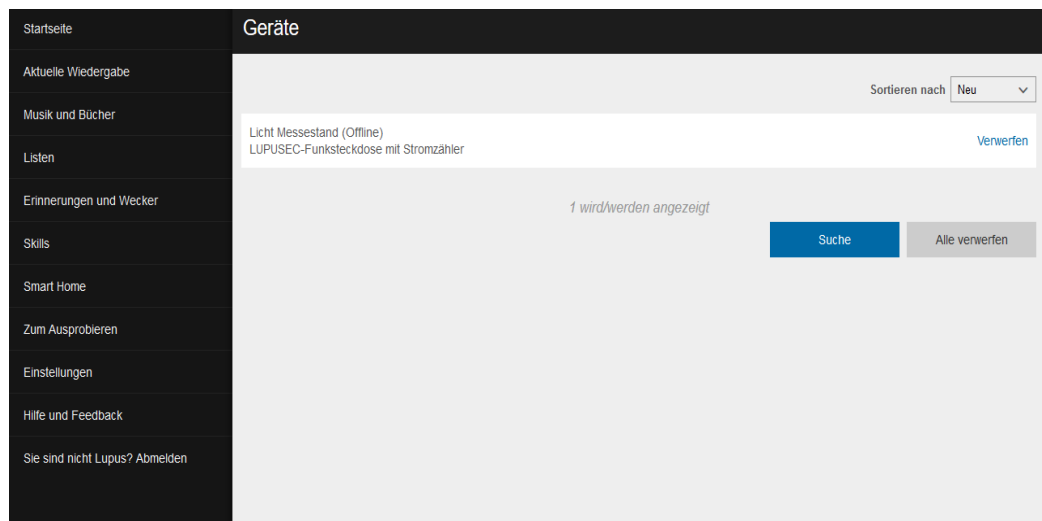 Startseite
Aktuelle Wiedergabe
Musik und Bücher
Listen
Erinnerungen und Wecker
Skills
Smart Home
Zum Ausprobieren
Einstellungen
Hilfe und Feedback
Sie sind nicht Lupus? Abmelden
Geräte
Sortieren nach Neu
Licht Messestand (Offline)
LUPUSEC-Funksteckdose mit Stromzähler
Verwerfen
1 wird/werden angezeigt
Suche
Alle verwerfen